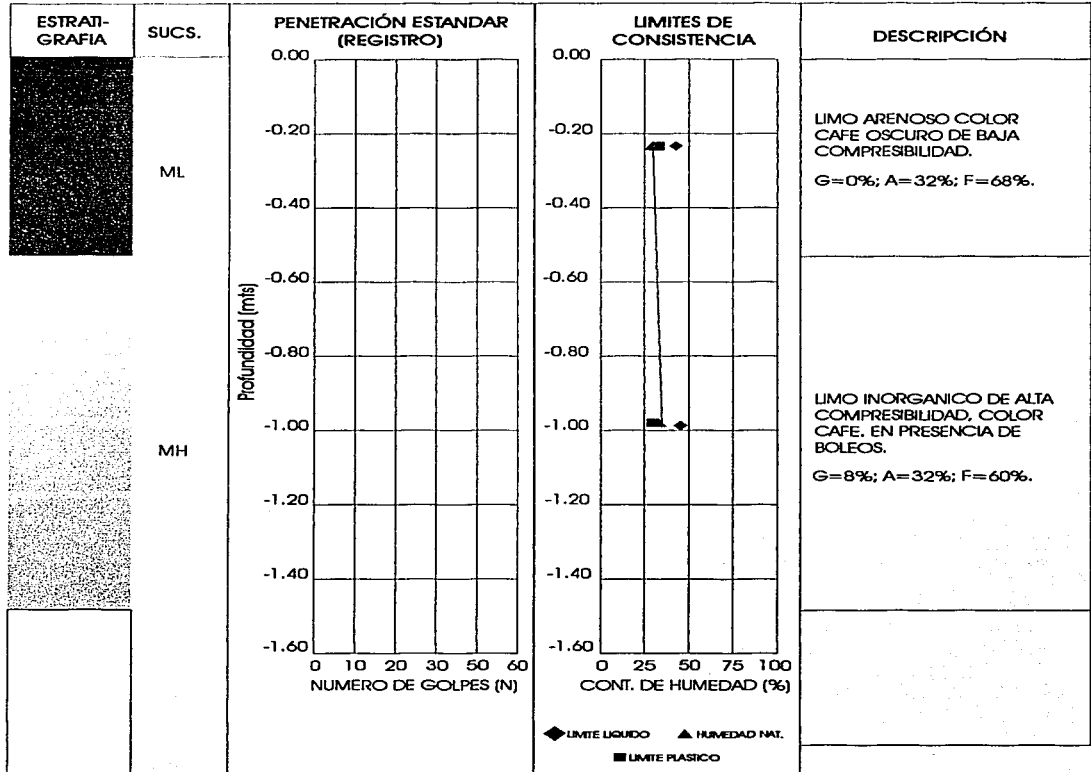 ESTRATI-
GRAFIA
SUCS.
PENETRACIÓN ESTANDAR
(REGISTRO)
LIMITES DE
CONSISTENCIA
DESCRIPCIÓN
ML
MH
Profundidad (mts)
0.00
-0.20
-0.40
-0.60
-0.80
-1.00
-1.20
-1.40
-1.60
0 10 20 30 50 60
NUMERO DE GOLPES (N)
0.00
-0.20
-0.40
-0.60
-0.80
-1.00
-1.20
-1.40
-1.60
0 25 50 75 100
CONT. DE HUMEDAD (%)
LIMITE LIQUIDO HUMEDAD NAT.
LIMITE PLASTICO
LIMO ARENOSO COLOR
CAFE OSCURO DE BAJA
COMPRESIBILIDAD.
G=0%; A=32%; F=68%.
LIMO INORGANICO DE ALTA
COMPRESIBILIDAD, COLOR
CAFE. EN PRESENCIA DE
BOLEOS.
G=8%; A=32%; F=60%.